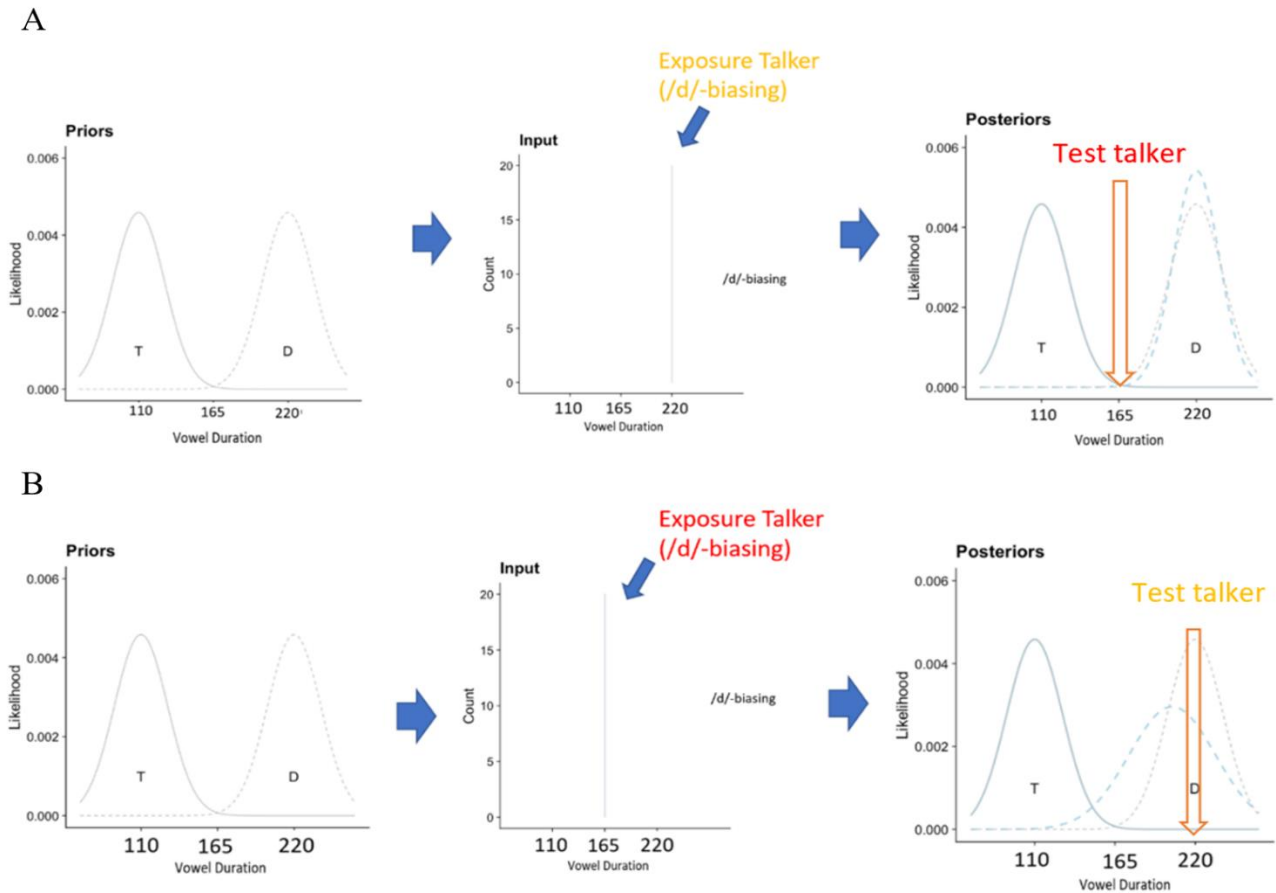 A
Exposure Talker
(/d/-biasing)
Priors
0.006
0.004
0.002
0.000
Likelihood
T
D
110
165
220
Vowel Duration
Input
20
15
10
5
0
Count
/d/-biasing
110
165
220
Vowel Duration
Posteriors
Test talker
0.006
0.004
0.002
0.000
Likelihood
T
D
110
165
220
Vowel Duration
B
Exposure Talker
(/d/-biasing)
Priors
0.006
0.004
0.002
0.000
Likelihood
T
D
110
165
220
Vowel Duration
Input
20
15
10
5
0
Count
/d/-biasing
110
165
220
Vowel Duration
Posteriors
Test talker
0.006
0.004
0.002
0.000
Likelihood
T
D
110
165
220
Vowel Duration